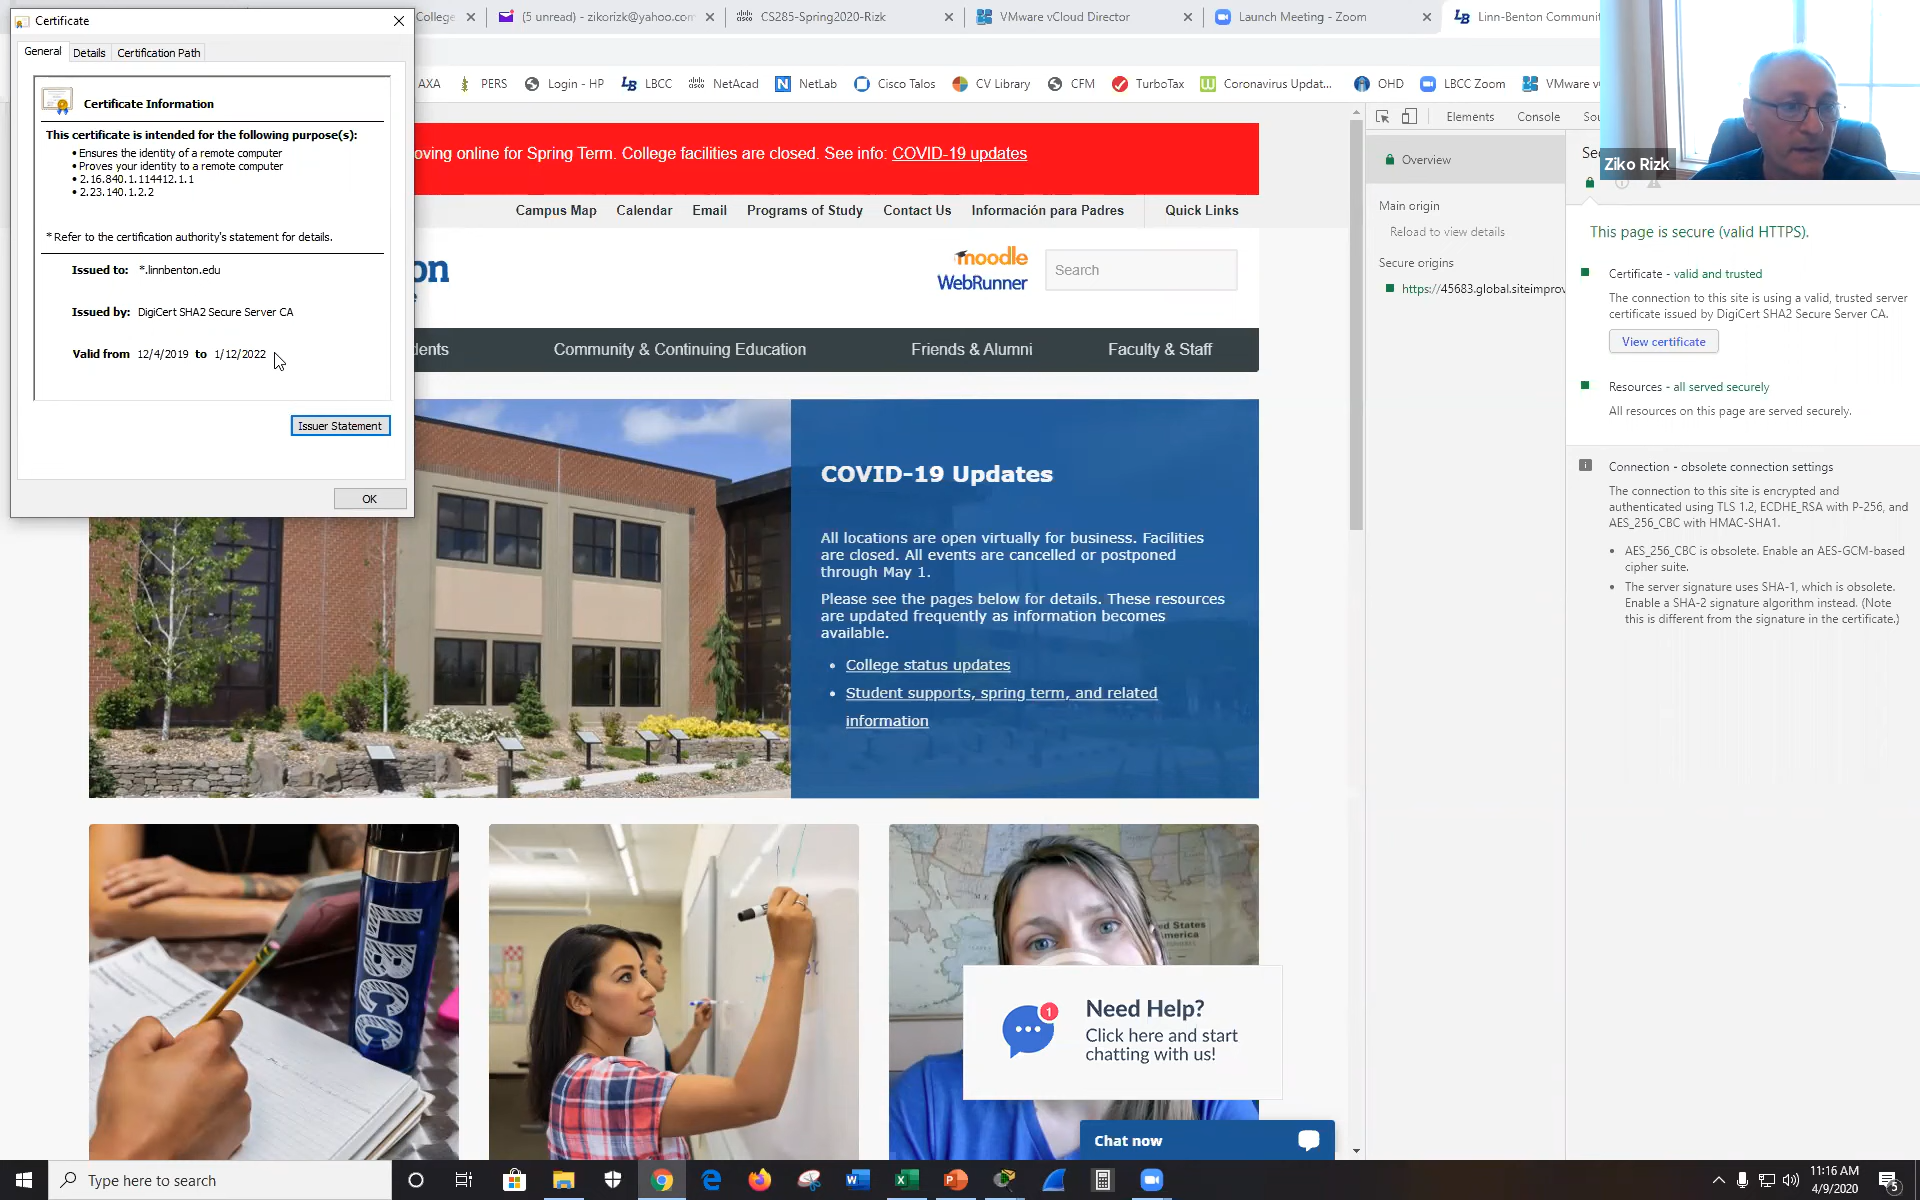 Certificate
General
Details
Certification Path
Certificate Information
This certificate is intended for the following purpose(s):
• Ensures the identity of a remote computer
• Proves your identity to a remote computer
• 2.16.840.1.114412.1.1
• 2.23.140.1.2.2
* Refer to the certification authority's statement for details.
Issued to: *.linnbenton.edu
Issued by: DigiCert SHA2 Secure Server CA
Valid from 12/4/2019 to 1/12/2022
Issuer Statement
OK
College
(5 unread) - zikorizk@yahoo.com
CS285-Spring2020-Rizk
VMware vCloud Director
Launch Meeting - Zoom
LB Linn-Benton Communi
AXA
PERS
Login - HP
LB LBCC
NetAcad
N NetLab
Cisco Talos
CV Library
CFM
TurboTax
Coronavirus Updat...
OHD
LBCC Zoom
VMware v
oving online for Spring Term. College facilities are closed. See info: COVID-19 updates
Campus Map
Calendar
Email
Programs of Study
Contact Us
Información para Padres
Quick Links
on
moodle
WebRunner
Search
dents
Community & Continuing Education
Friends & Alumni
Faculty & Staff
COVID-19 Updates
All locations are open virtually for business. Facilities
are closed. All events are cancelled or postponed
through May 1.
Please see the pages below for details. These resources
are updated frequently as information becomes
available.
• College status updates
• Student supports, spring term, and related
information
LBCC
ed States
merica
Need Help?
Click here and start
chatting with us!
1
Chat now
Elements
Console
Sou
Overview
Main origin
Reload to view details
Secure origins
https://45683.global.siteimprov
Sec
Ziko Rizk
This page is secure (valid HTTPS).
Certificate - valid and trusted
The connection to this site is using a valid, trusted server
certificate issued by DigiCert SHA2 Secure Server CA.
View certificate
Resources - all served securely
All resources on this page are served securely.
Connection - obsolete connection settings
The connection to this site is encrypted and
authenticated using TLS 1.2, ECDHE_RSA with P-256, and
AES_256_CBC with HMAC-SHA1.
• AES_256_CBC is obsolete. Enable an AES-GCM-based
cipher suite.
• The server signature uses SHA-1, which is obsolete.
Enable a SHA-2 signature algorithm instead. (Note
this is different from the signature in the certificate.)
Type here to search
11:16 AM
4/9/2020
5